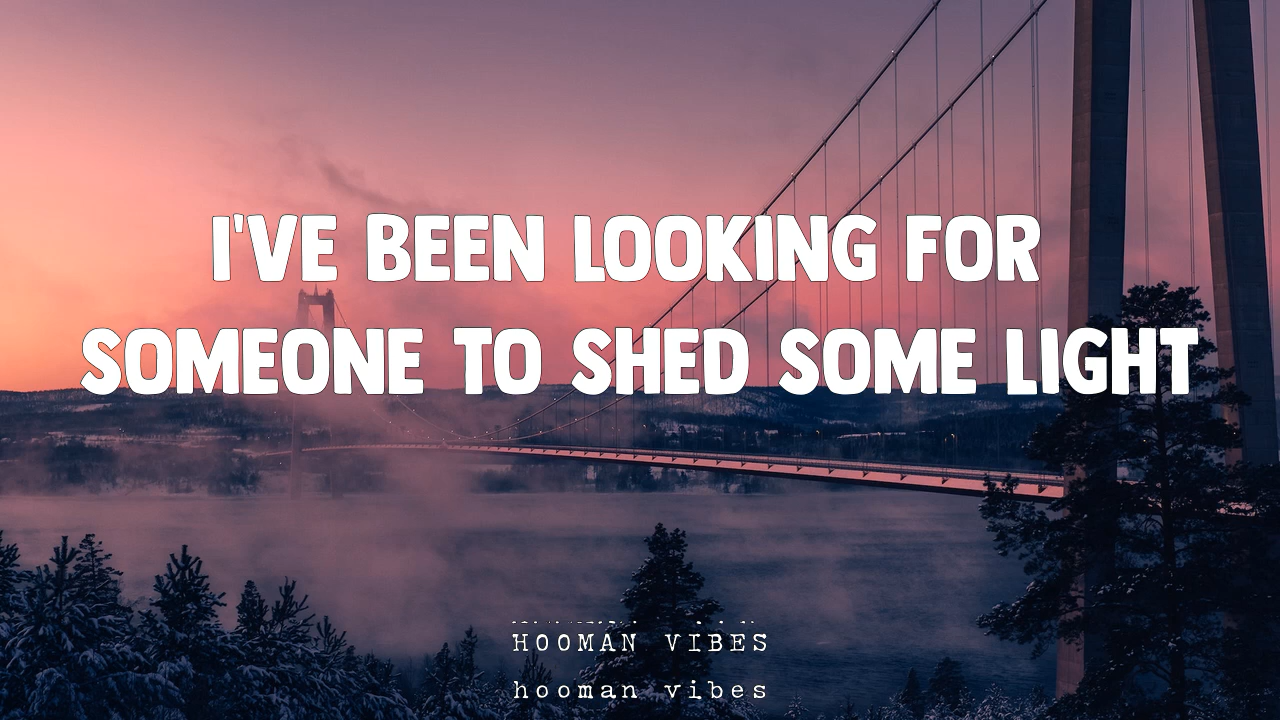 I'VE BEEN LOOKING FOR
SOMEONE TO SHED SOME LIGHT
HOOMAN VIBES
hooman vibes